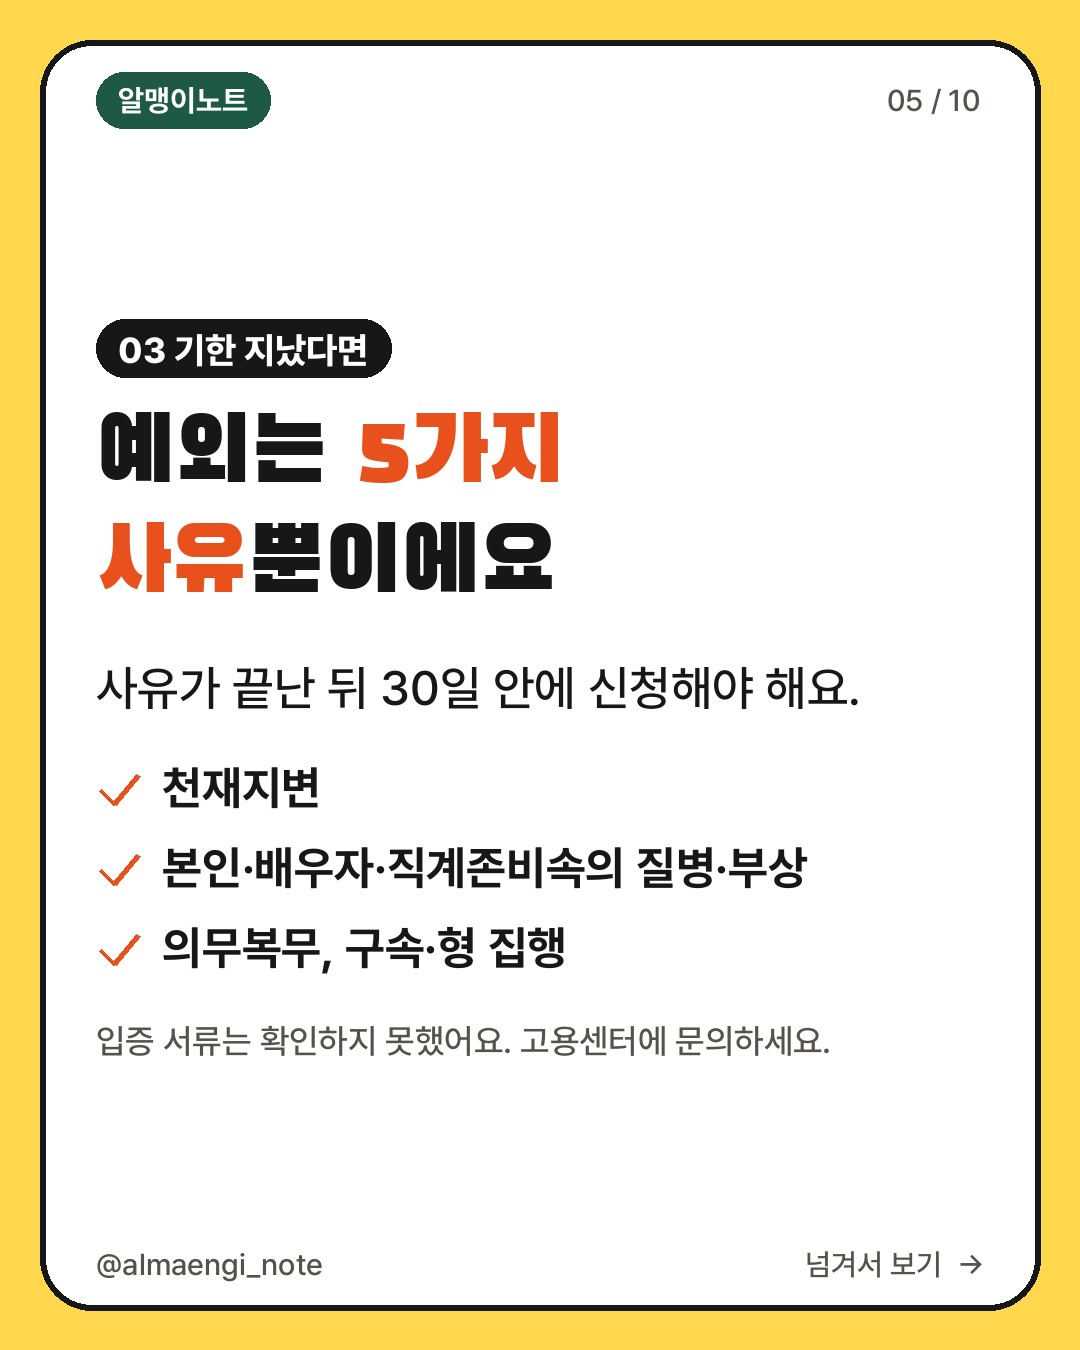 알맹이노트
05 / 10
03 기한 지났다면
예외는 5가지
사유뿐이에요
사유가 끝난 뒤 30일 안에 신청해야 해요.
천재지변
본인·배우자·직계존비속의 질병·부상
의무복무, 구속·형 집행
입증 서류는 확인하지 못했어요. 고용센터에 문의하세요.
@almaengi_note
넘겨서 보기 →